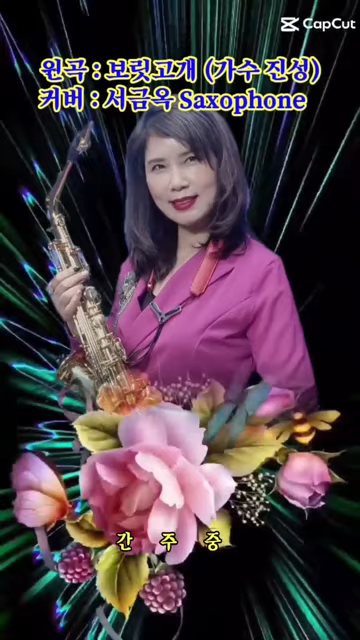 CapCut
원곡 : 보릿고개 (가수 진성)
커버 : 서금옥 Saxophone
간 주 중